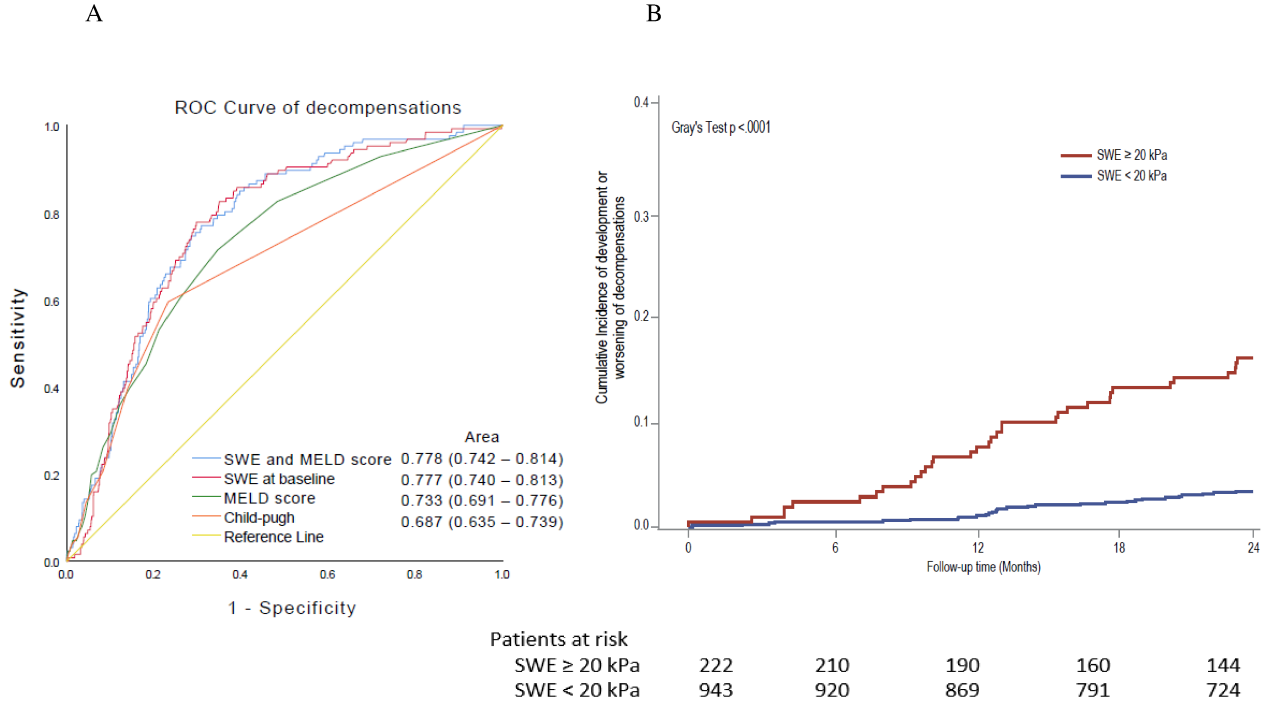 A
ROC Curve of decompensations
Sensitivity
1.0
0.8
0.6
0.4
0.2
0.0
0.0 0.2 0.4 0.6 0.8 1.0
1 - Specificity
Area
SWE and MELD score 0.778 (0.742 – 0.814)
SWE at baseline 0.777 (0.740 – 0.813)
MELD score 0.733 (0.691 – 0.776)
Child-pugh 0.687 (0.635 – 0.739)
Reference Line
B
Cumulative Incidence of development or
worsening of decompensations
0.4
0.3
0.2
0.1
0.0
Gray's Test p <.0001
SWE ≥ 20 kPa
SWE < 20 kPa
0 6 12 18 24
Follow-up time (Months)
Patients at risk
SWE ≥ 20 kPa 222 210 190 160 144
SWE < 20 kPa 943 920 869 791 724